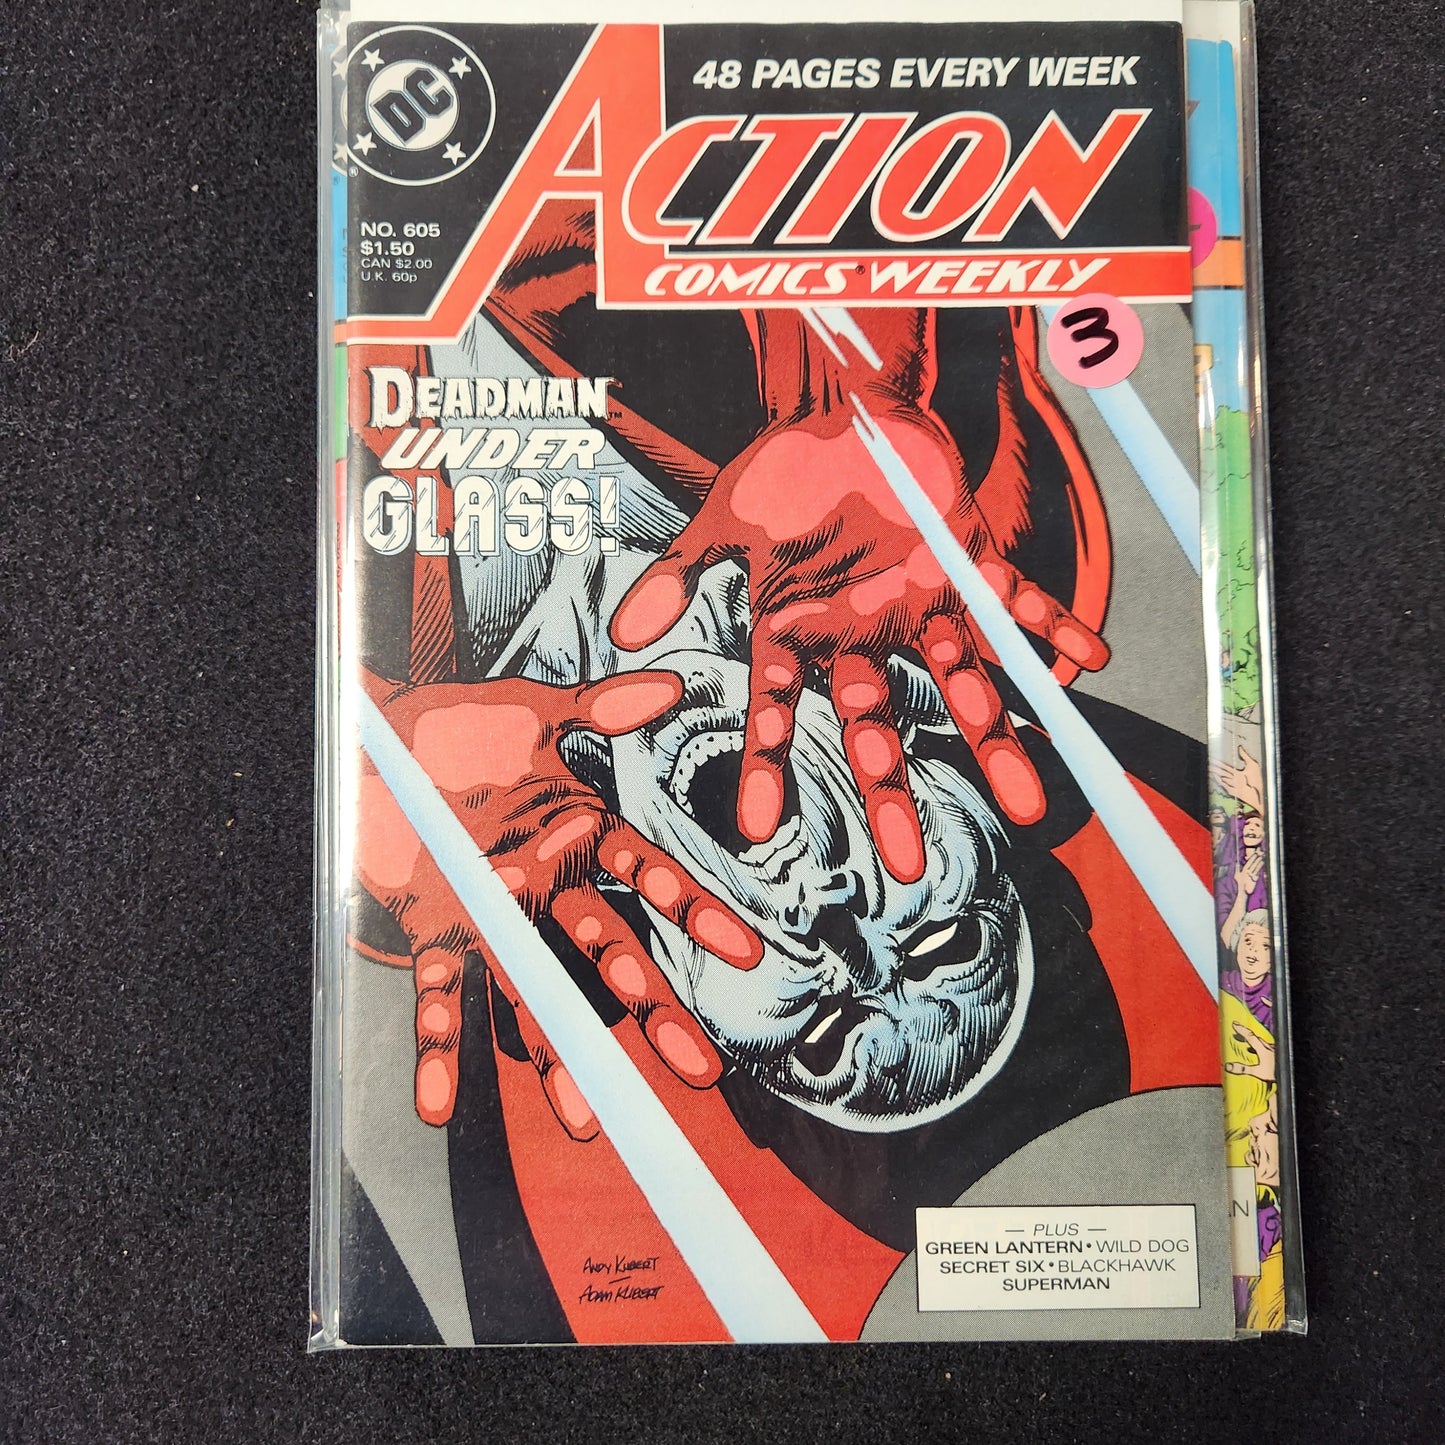 DC
48 PAGES EVERY WEEK
ACTION
COMICS® WEEKLY
NO. 605
$1.50
CAN $2.00
U.K. 60p
3
DEADMAN™
UNDER
GLASS!
ANDY KUBERT
ADAM KUBERT
— PLUS —
GREEN LANTERN • WILD DOG
SECRET SIX • BLACKHAWK
SUPERMAN